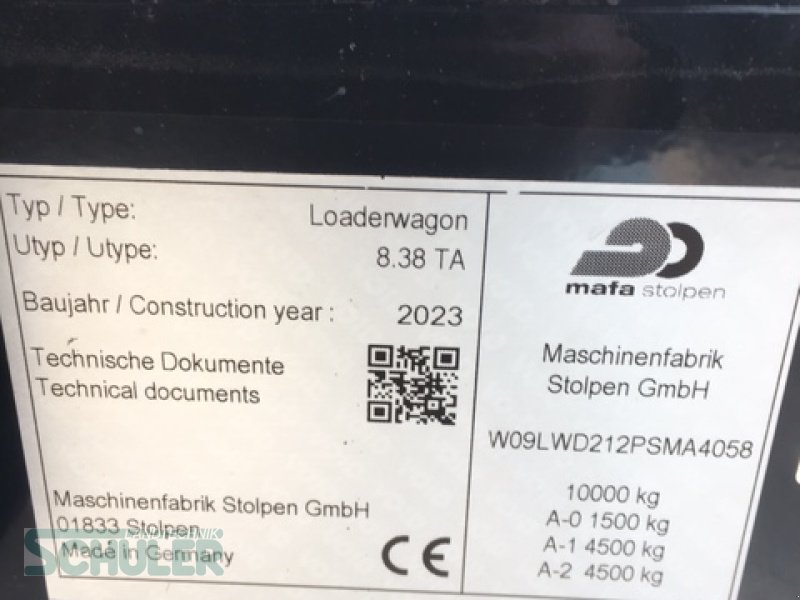 Typ / Type: Loaderwagon
Utyp / Utype: 8.38 TA
Baujahr / Construction year : 2023
Technische Dokumente
Technical documents
Maschinenfabrik Stolpen GmbH
01833 Stolpen
Made in Germany
CE
mafa stolpen
Maschinenfabrik
Stolpen GmbH
W09LWD212PSMA4058
10000 kg
A-0 1500 kg
A-1 4500 kg
A-2 4500 kg
LANDTECHNIK
SCHÜLER